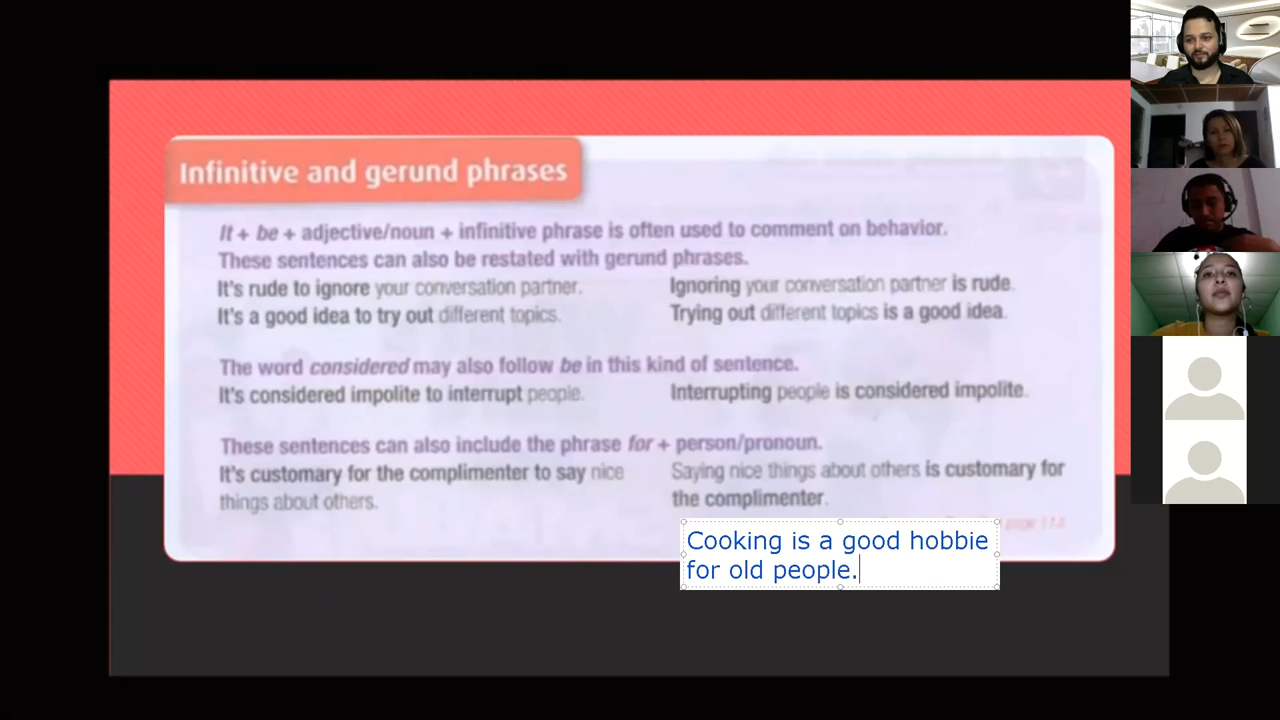 Infinitive and gerund phrases
It + be + adjective/noun + infinitive phrase is often used to comment on behavior.
These sentences can also be restated with gerund phrases.
It's rude to ignore your conversation partner.
Ignoring your conversation partner is rude.
It's a good idea to try out different topics.
Trying out different topics is a good idea.
The word considered may also follow be in this kind of sentence.
It's considered impolite to interrupt people.
Interrupting people is considered impolite.
These sentences can also include the phrase for + person/pronoun.
It's customary for the complimenter to say nice
things about others.
Saying nice things about others is customary for
the complimenter.
Cooking is a good hobbie
for old people.